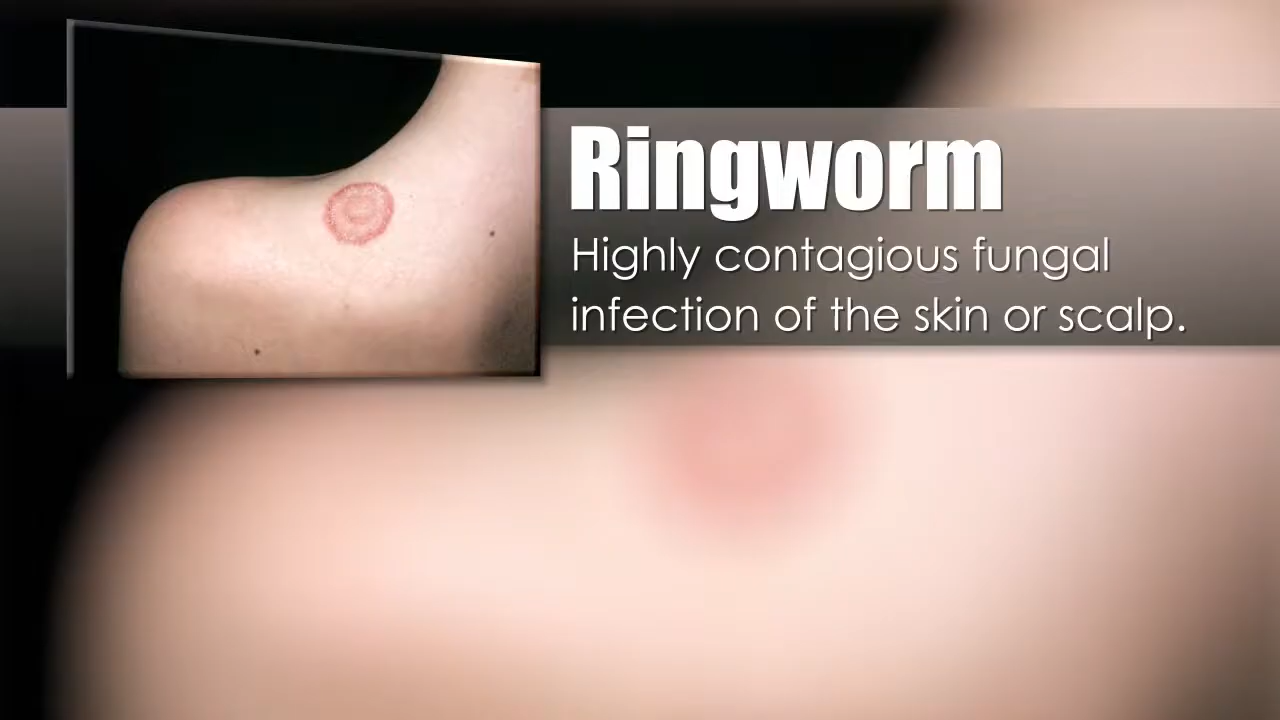 Ringworm
Highly contagious fungal
infection of the skin or scalp.